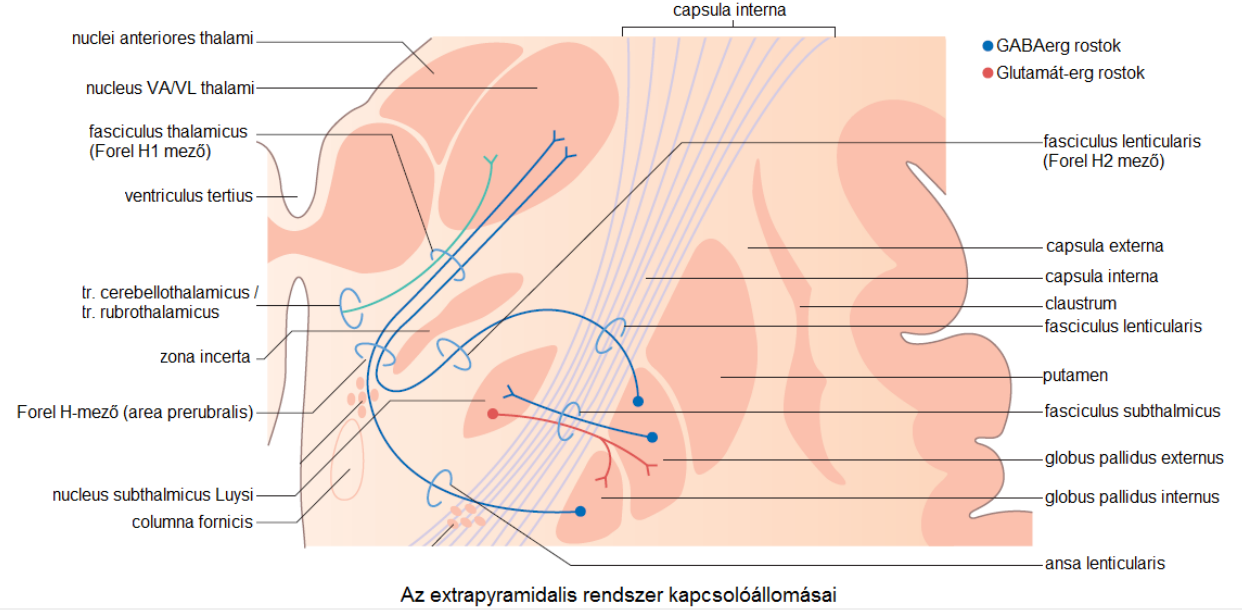 capsula interna
nuclei anteriores thalami
nucleus VA/VL thalami
fasciculus thalamicus
(Forel H1 mező)
ventriculus tertius
tr. cerebellothalamicus /
tr. rubrothalamicus
zona incerta
Forel H-mező (area prerubralis)
nucleus subthalmicus Luysi
columna fornicis
GABAerg rostok
Glutamát-erg rostok
fasciculus lenticularis
(Forel H2 mező)
capsula externa
capsula interna
claustrum
fasciculus lenticularis
putamen
fasciculus subthalmicus
globus pallidus externus
globus pallidus internus
ansa lenticularis
Az extrapyramidalis rendszer kapcsolóállomásai